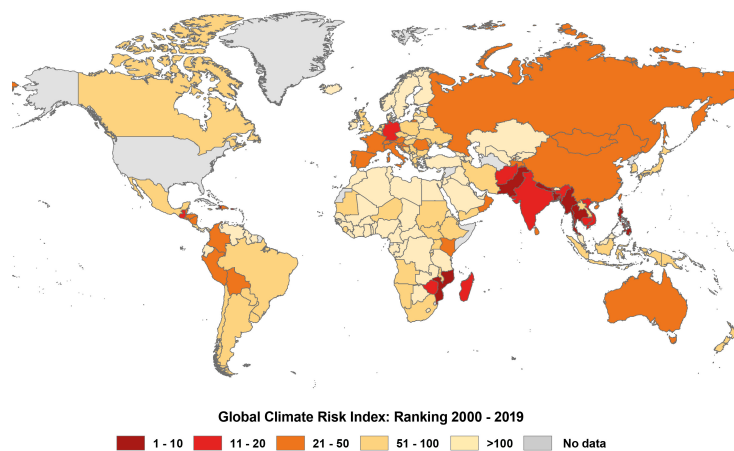 Global Climate Risk Index: Ranking 2000 - 2019
1 - 10 11 - 20 21 - 50 51 - 100 >100 No data